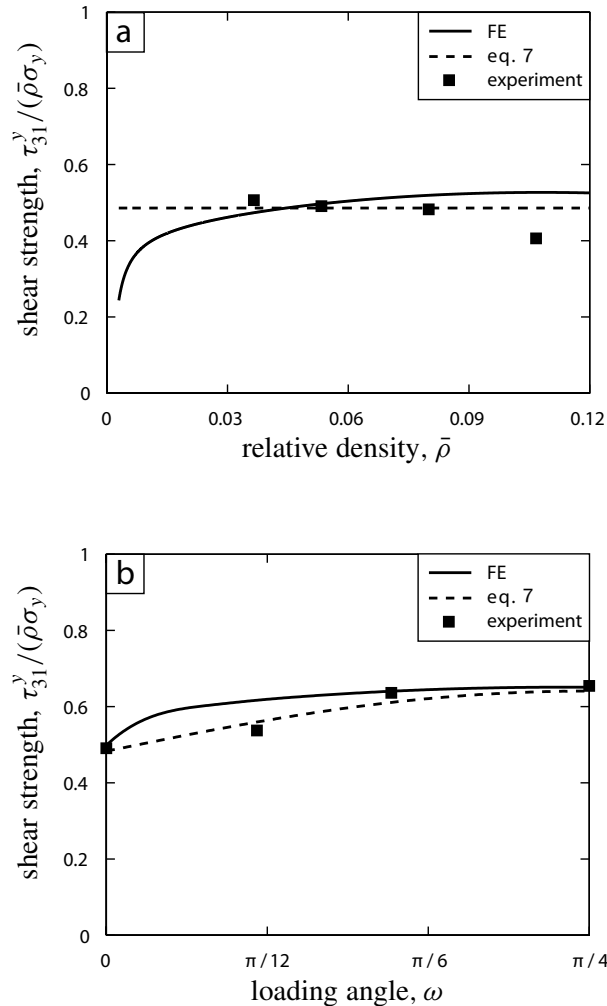 a
FE
eq. 7
experiment
1
0.8
0.6
0.4
0.2
0
shear strength, τ₃₁ʸ/(ρ̄σ_y)
0 0.03 0.06 0.09 0.12
relative density, ρ̄
b
FE
eq. 7
experiment
1
0.8
0.6
0.4
0.2
0
shear strength, τ₃₁ʸ/(ρ̄σ_y)
0 π / 12 π / 6 π / 4
loading angle, ω